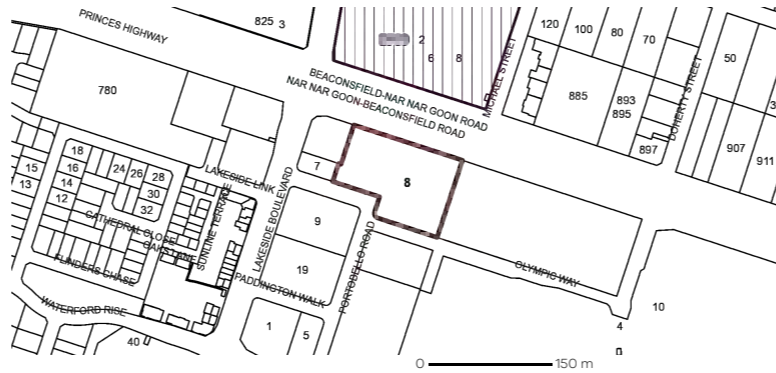 PRINCES HIGHWAY
825 3
2
6 8
120
100
80
70
50
3
780
BEACONSFIELD-NAR NAR GOON ROAD
NAR NAR GOON-BEACONSFIELD ROAD
MICHAEL STREET
DOHERTY STREET
885
893
895
897
907
911
18
15
16
13
14
12
24
26
28
30
32
LAKESIDE LINK
7
8
CATHEDRAL CLOSE
OAKS LANE
SUNLINE TERRACE
LAKESIDE BOULEVARD
9
19
PORTOBELLO ROAD
FLINDERS CHASE
PADDINGTON WALK
OLYMPIC WAY
WATERFORD RISE
40
1
5
10
4
0 150 m